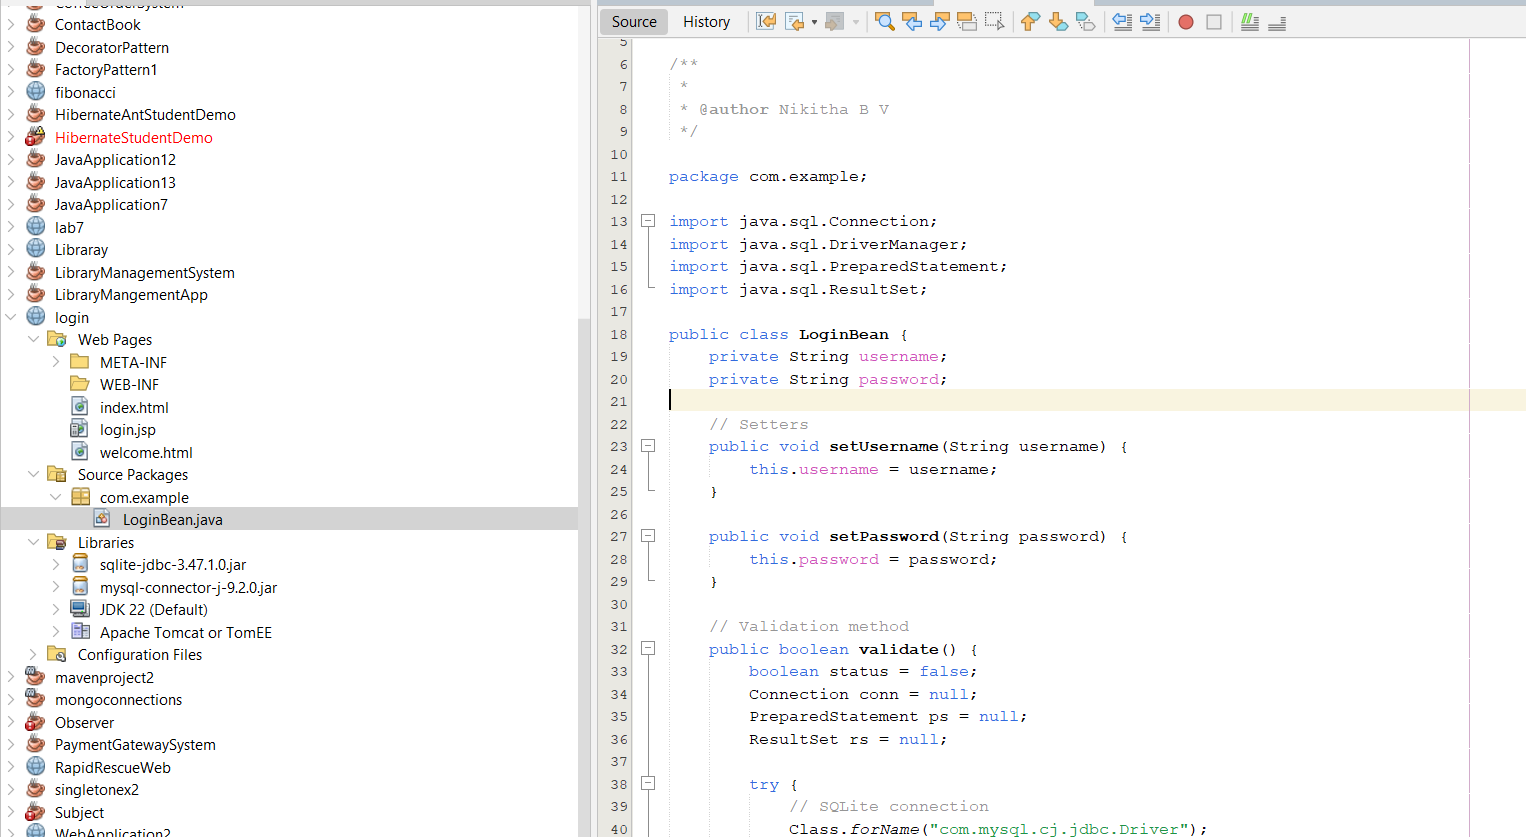 CoffeeOrderSystem
ContactBook
DecoratorPattern
FactoryPattern1
fibonacci
HibernateAntStudentDemo
HibernateStudentDemo
JavaApplication12
JavaApplication13
JavaApplication7
lab7
Libraray
LibraryManagementSystem
LibraryMangementApp
login
Web Pages
META-INF
WEB-INF
index.html
login.jsp
welcome.html
Source Packages
com.example
LoginBean.java
Libraries
sqlite-jdbc-3.47.1.0.jar
mysql-connector-j-9.2.0.jar
JDK 22 (Default)
Apache Tomcat or TomEE
Configuration Files
mavenproject2
mongoconnections
Observer
PaymentGatewaySystem
RapidRescueWeb
singletonex2
Subject
WebApplication2
Source History
5
6 /**
7 *
8 * @author Nikitha B V
9 */
10
11 package com.example;
12
13 import java.sql.Connection;
14 import java.sql.DriverManager;
15 import java.sql.PreparedStatement;
16 import java.sql.ResultSet;
17
18 public class LoginBean {
19 private String username;
20 private String password;
21
22 // Setters
23 public void setUsername(String username) {
24 this.username = username;
25 }
26
27 public void setPassword(String password) {
28 this.password = password;
29 }
30
31 // Validation method
32 public boolean validate() {
33 boolean status = false;
34 Connection conn = null;
35 PreparedStatement ps = null;
36 ResultSet rs = null;
37
38 try {
39 // SQLite connection
40 Class.forName("com.mysql.cj.jdbc.Driver");